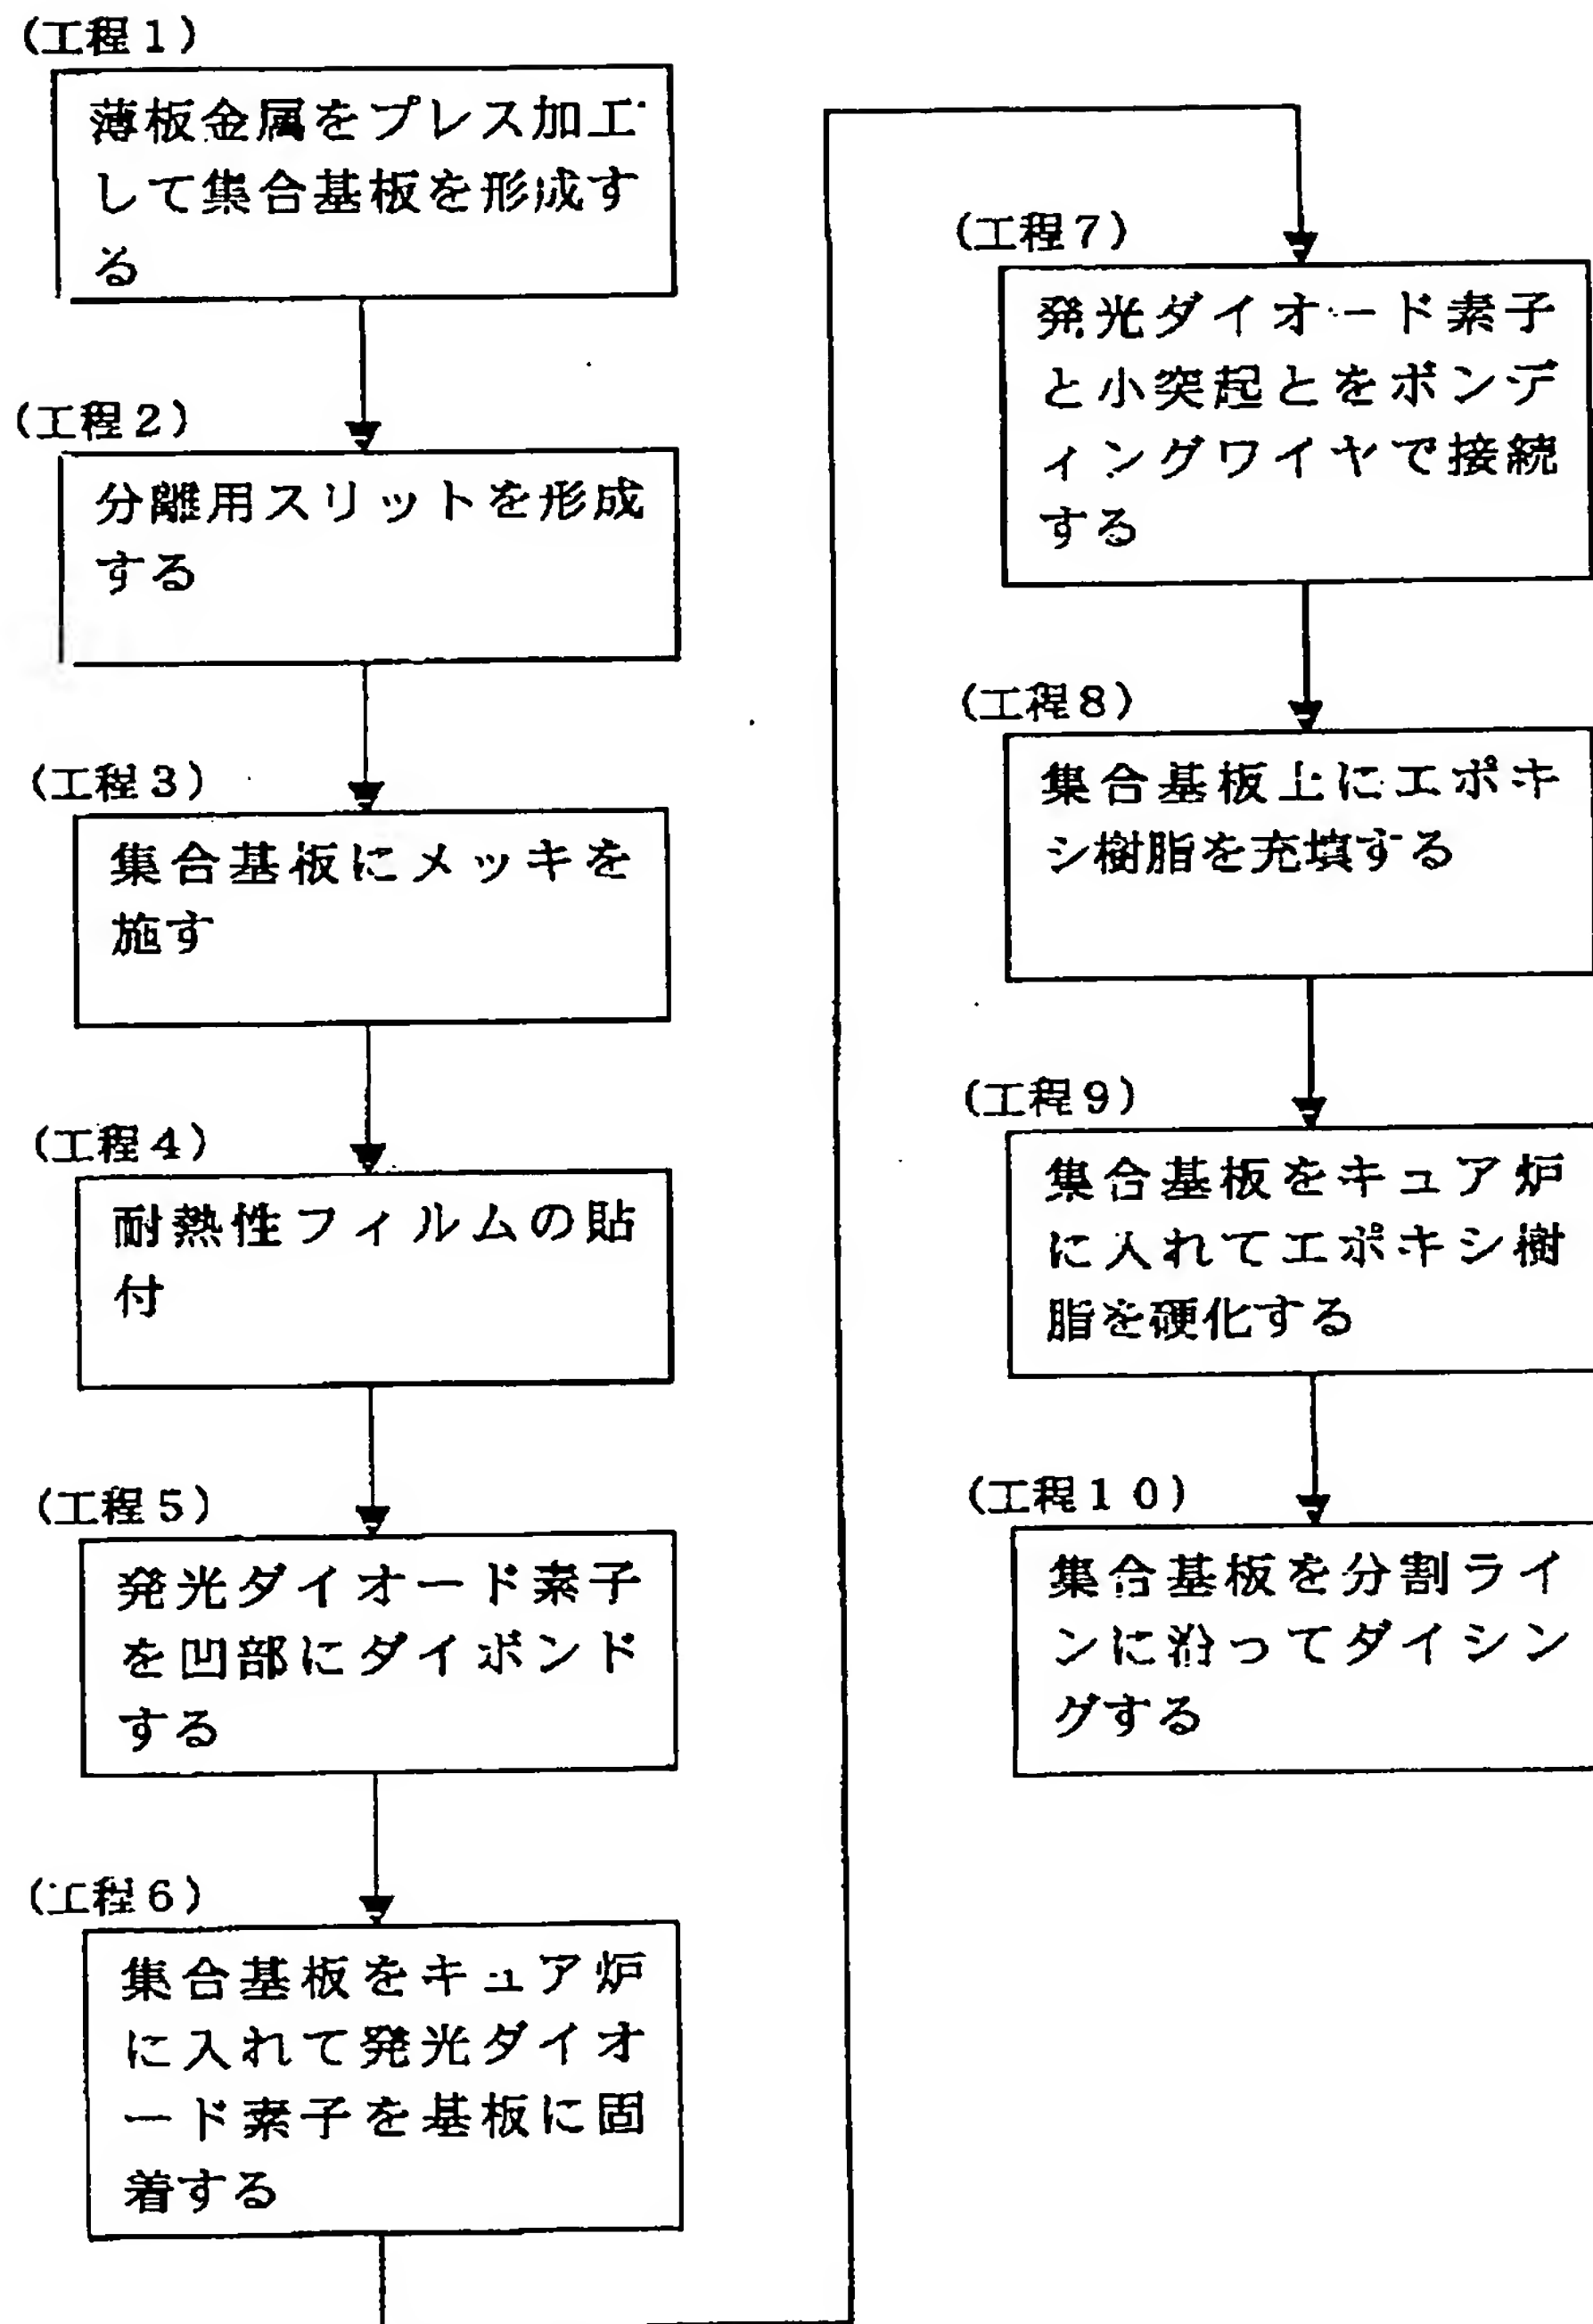 (工程1)
薄板金属をプレス加工
して集合基板を形成す
る
(工程2)
分離用スリットを形成
する
(工程3)
集合基板にメッキを
施す
(工程4)
耐熱性フィルムの貼
付
(工程5)
発光ダイオード素子
を凹部にダイボンド
する
(工程6)
集合基板をキュア炉
に入れて発光ダイオ
ード素子を基板に固
着する
(工程7)
発光ダイオード素子
と小突起とをボンデ
ィングワイヤで接続
する
(工程8)
集合基板上にエポキ
シ樹脂を充填する
(工程9)
集合基板をキュア炉
に入れてエポキシ樹
脂を硬化する
(工程10)
集合基板を分割ライ
ンに沿ってダイシン
グする